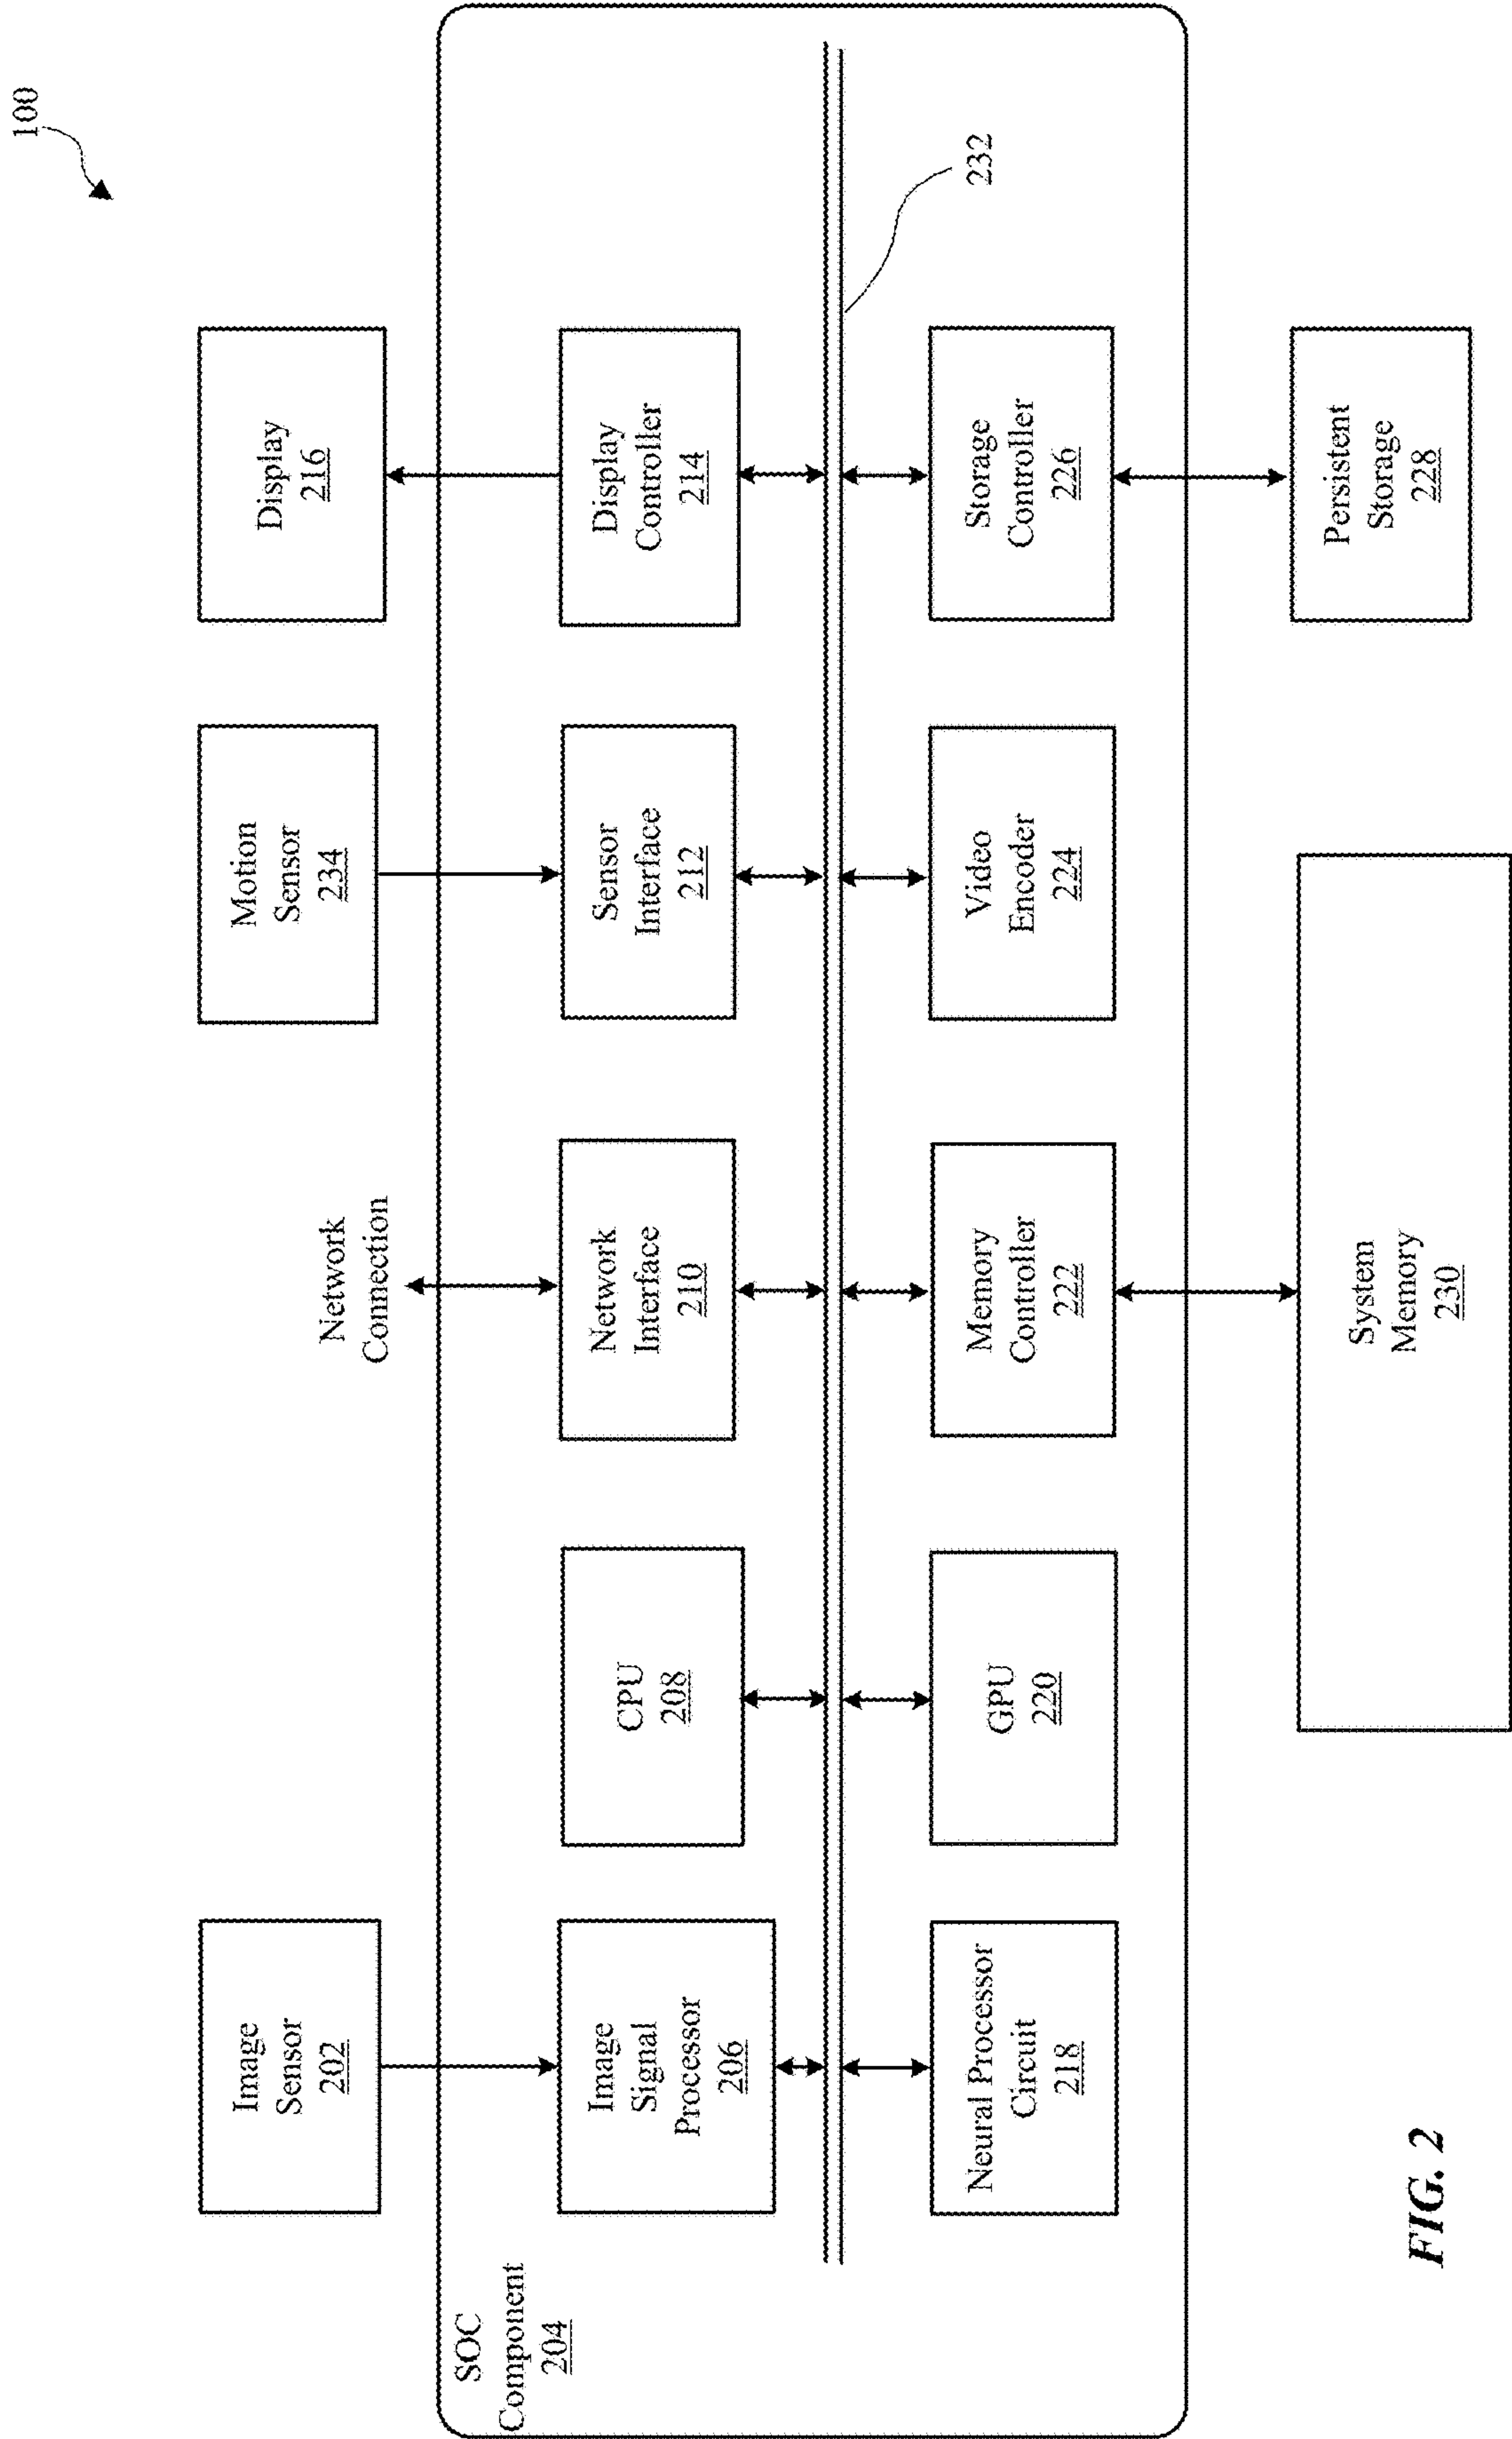 100
Image
Sensor
202
Network
Connection
Motion
Sensor
234
Display
216
SOC
Component
204
Image
Signal
Processor
206
CPU
208
Network
Interface
210
Sensor
Interface
212
Display
Controller
214
232
Neural Processor
Circuit
218
GPU
220
Memory
Controller
222
Video
Encoder
224
Storage
Controller
226
System
Memory
230
Persistent
Storage
228
FIG. 2